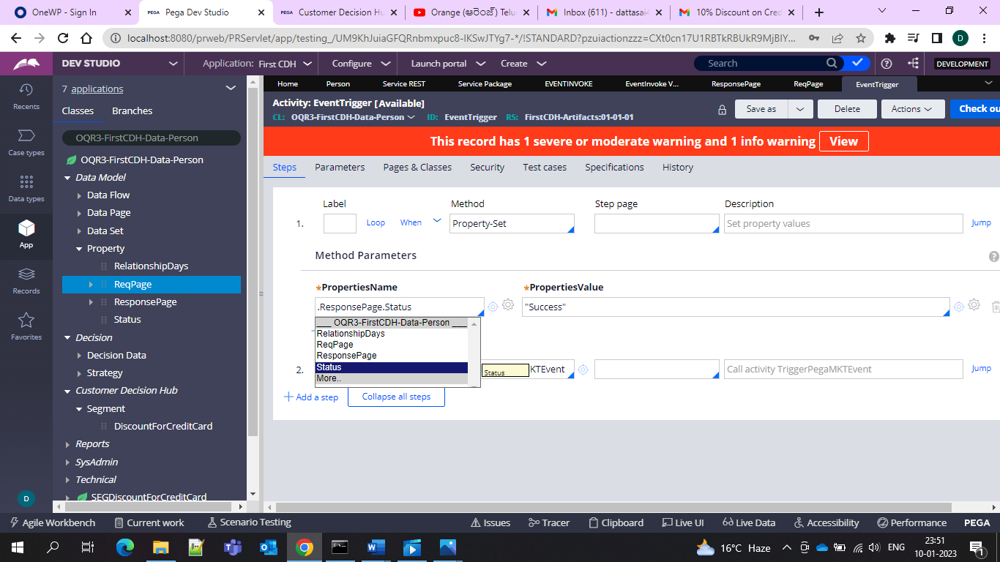 OneWP - Sign In
PEGA Pega Dev Studio
PEGA Customer Decision Hu
Orange (ఆరెంజ్) Telu
Inbox (611) - dattasai4
10% Discount on Cred
localhost:8080/prweb/PRServlet/app/testing_/UM9KhJuiaGFQRnbmxpuc8-lKSwJTYg7-*/!STANDARD?pzuiactionzzz=CXt0cn17U1RBTkRBUkR9MjBlY...
D
DEV STUDIO
Application: First CDH
Configure
Launch portal
Create
Search
DEVELOPMENT
Recents
Case types
Data types
App
Records
Favorites
D
7 applications
Classes Branches
OQR3-FirstCDH-Data-Person
OQR3-FirstCDH-Data-Person
Data Model
Data Flow
Data Page
Data Set
Property
RelationshipDays
ReqPage
ResponsePage
Status
Decision
Decision Data
Strategy
Customer Decision Hub
Segment
DiscountForCreditCard
Reports
SysAdmin
Technical
SEGDiscountForCreditCard
Home Person Service REST Service Package EVENTINVOKE EventInvoke V... ResponsePage ReqPage EventTrigger
Activity: EventTrigger [Available]
CL: OQR3-FirstCDH-Data-Person ID: EventTrigger RS: FirstCDH-Artifacts:01-01-01
Save as Delete Actions Check ou
This record has 1 severe or moderate warning and 1 info warning View
Steps Parameters Pages & Classes Security Test cases Specifications History
Label Method Step page Description
1. Loop When Property-Set Set property values Jump
Method Parameters
*PropertiesName *PropertiesValue
.ResponsePage.Status "Success"
___ OQR3-FirstCDH-Data-Person ___
RelationshipDays
ReqPage
ResponsePage
Status
More..
Status
2. KTEvent Call activity TriggerPegaMKTEvent Jump
Add a step Collapse all steps
Agile Workbench Current work Scenario Testing Issues Tracer Clipboard Live UI Live Data Accessibility Performance PEGA
16°C Haze ENG 23:51
10-01-2023
1